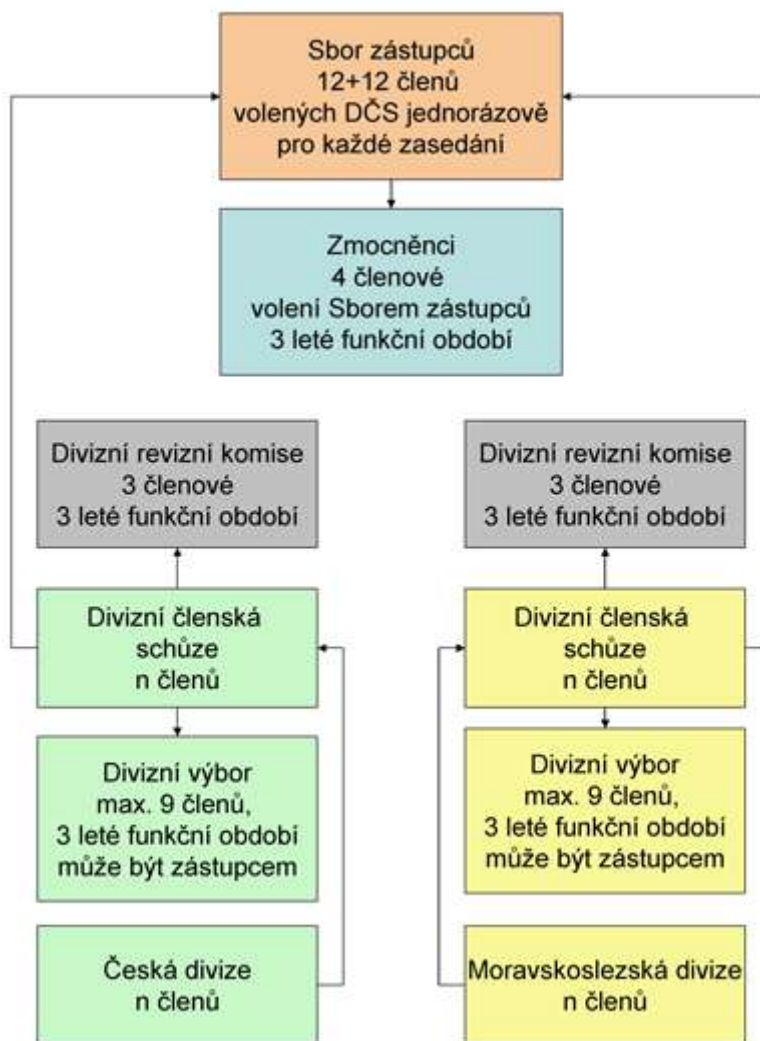 Sbor zástupců
12+12 členů
volených DČS jednorázově
pro každé zasedání
Zmocněnci
4 členové
volení Sborem zástupců
3 leté funkční období
Divizní revizní komise
3 členové
3 leté funkční období
Divizní revizní komise
3 členové
3 leté funkční období
Divizní členská
schůze
n členů
Divizní členská
schůze
n členů
Divizní výbor
max. 9 členů,
3 leté funkční období
může být zástupcem
Divizní výbor
max. 9 členů,
3 leté funkční období
může být zástupcem
Česká divize
n členů
Moravskoslezská divize
n členů